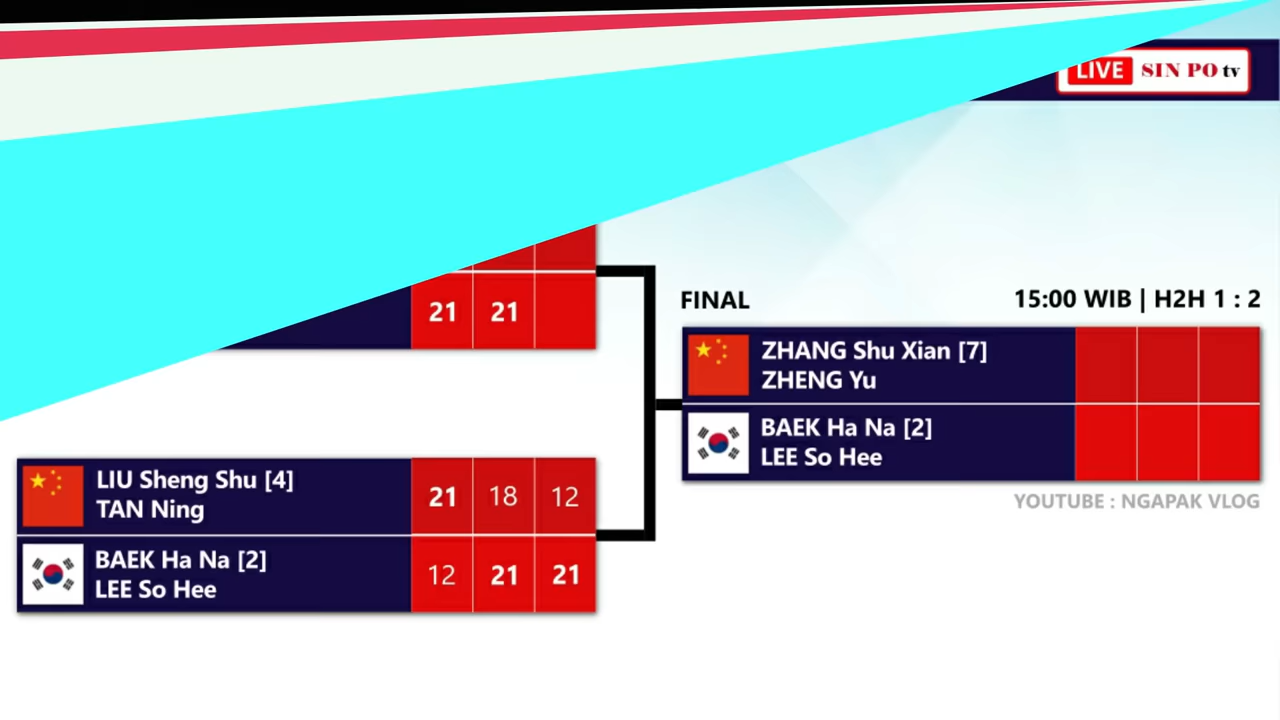 LIVE SIN PO tv
21 21
FINAL 15:00 WIB | H2H 1 : 2
ZHANG Shu Xian [7]
ZHENG Yu
BAEK Ha Na [2]
LEE So Hee
YOUTUBE : NGAPAK VLOG
LIU Sheng Shu [4]
TAN Ning
21 18 12
BAEK Ha Na [2]
LEE So Hee
12 21 21